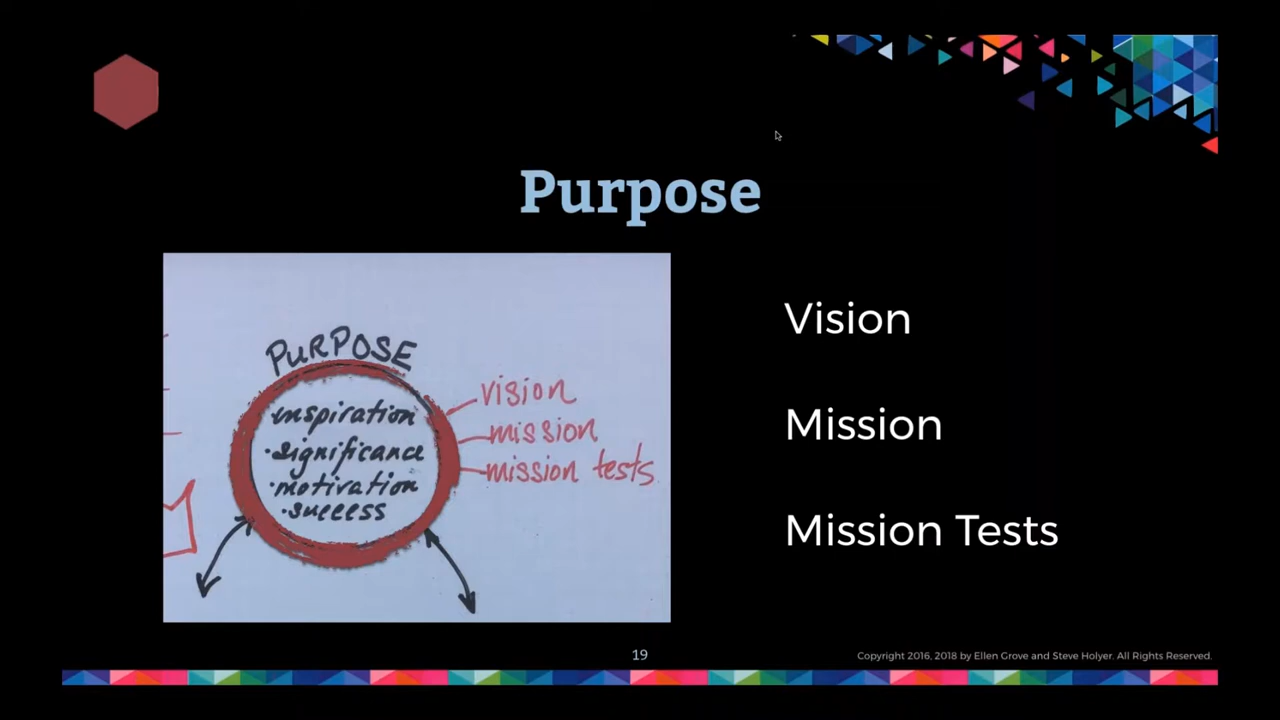 Purpose
PURPOSE
inspiration
·significance
·motivation
·success
vision
mission
mission tests
Vision
Mission
Mission Tests
19
Copyright 2016, 2018 by Ellen Grove and Steve Holyer. All Rights Reserved.